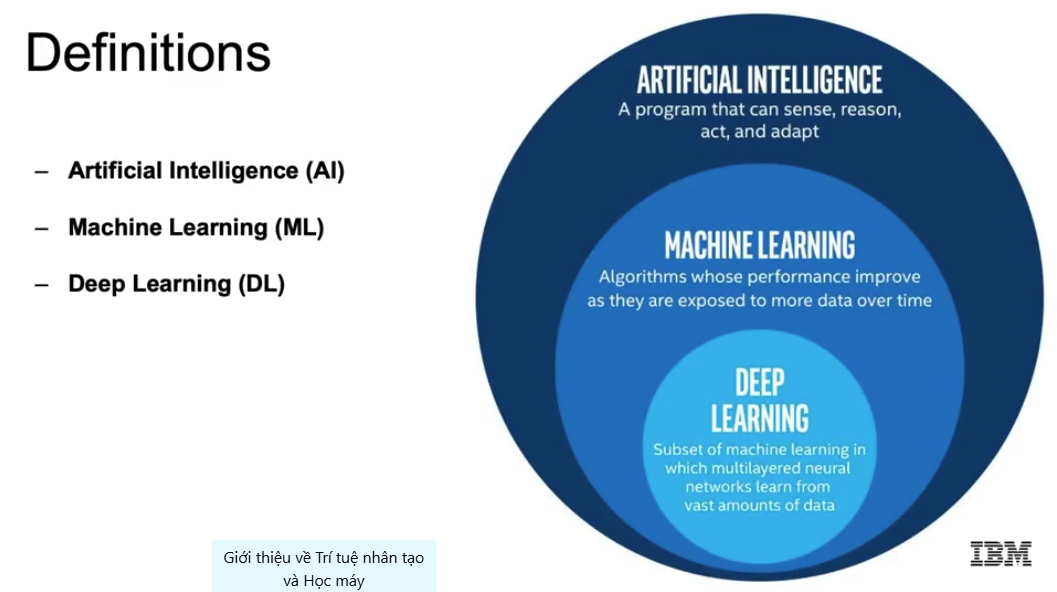 Definitions
– Artificial Intelligence (AI)
– Machine Learning (ML)
– Deep Learning (DL)
ARTIFICIAL INTELLIGENCE
A program that can sense, reason,
act, and adapt
MACHINE LEARNING
Algorithms whose performance improve
as they are exposed to more data over time
DEEP
LEARNING
Subset of machine learning in
which multilayered neural
networks learn from
vast amounts of data
Giới thiệu về Trí tuệ nhân tạo
và Học máy
IBM